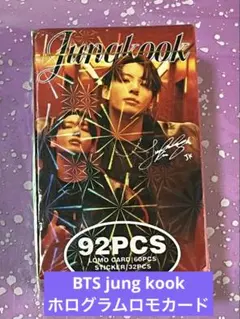 Jungkook
JK
92PCS
LOMO CARD/60PCS
STICKER/32PCS
BTS jung kook
ホログラムロモカード